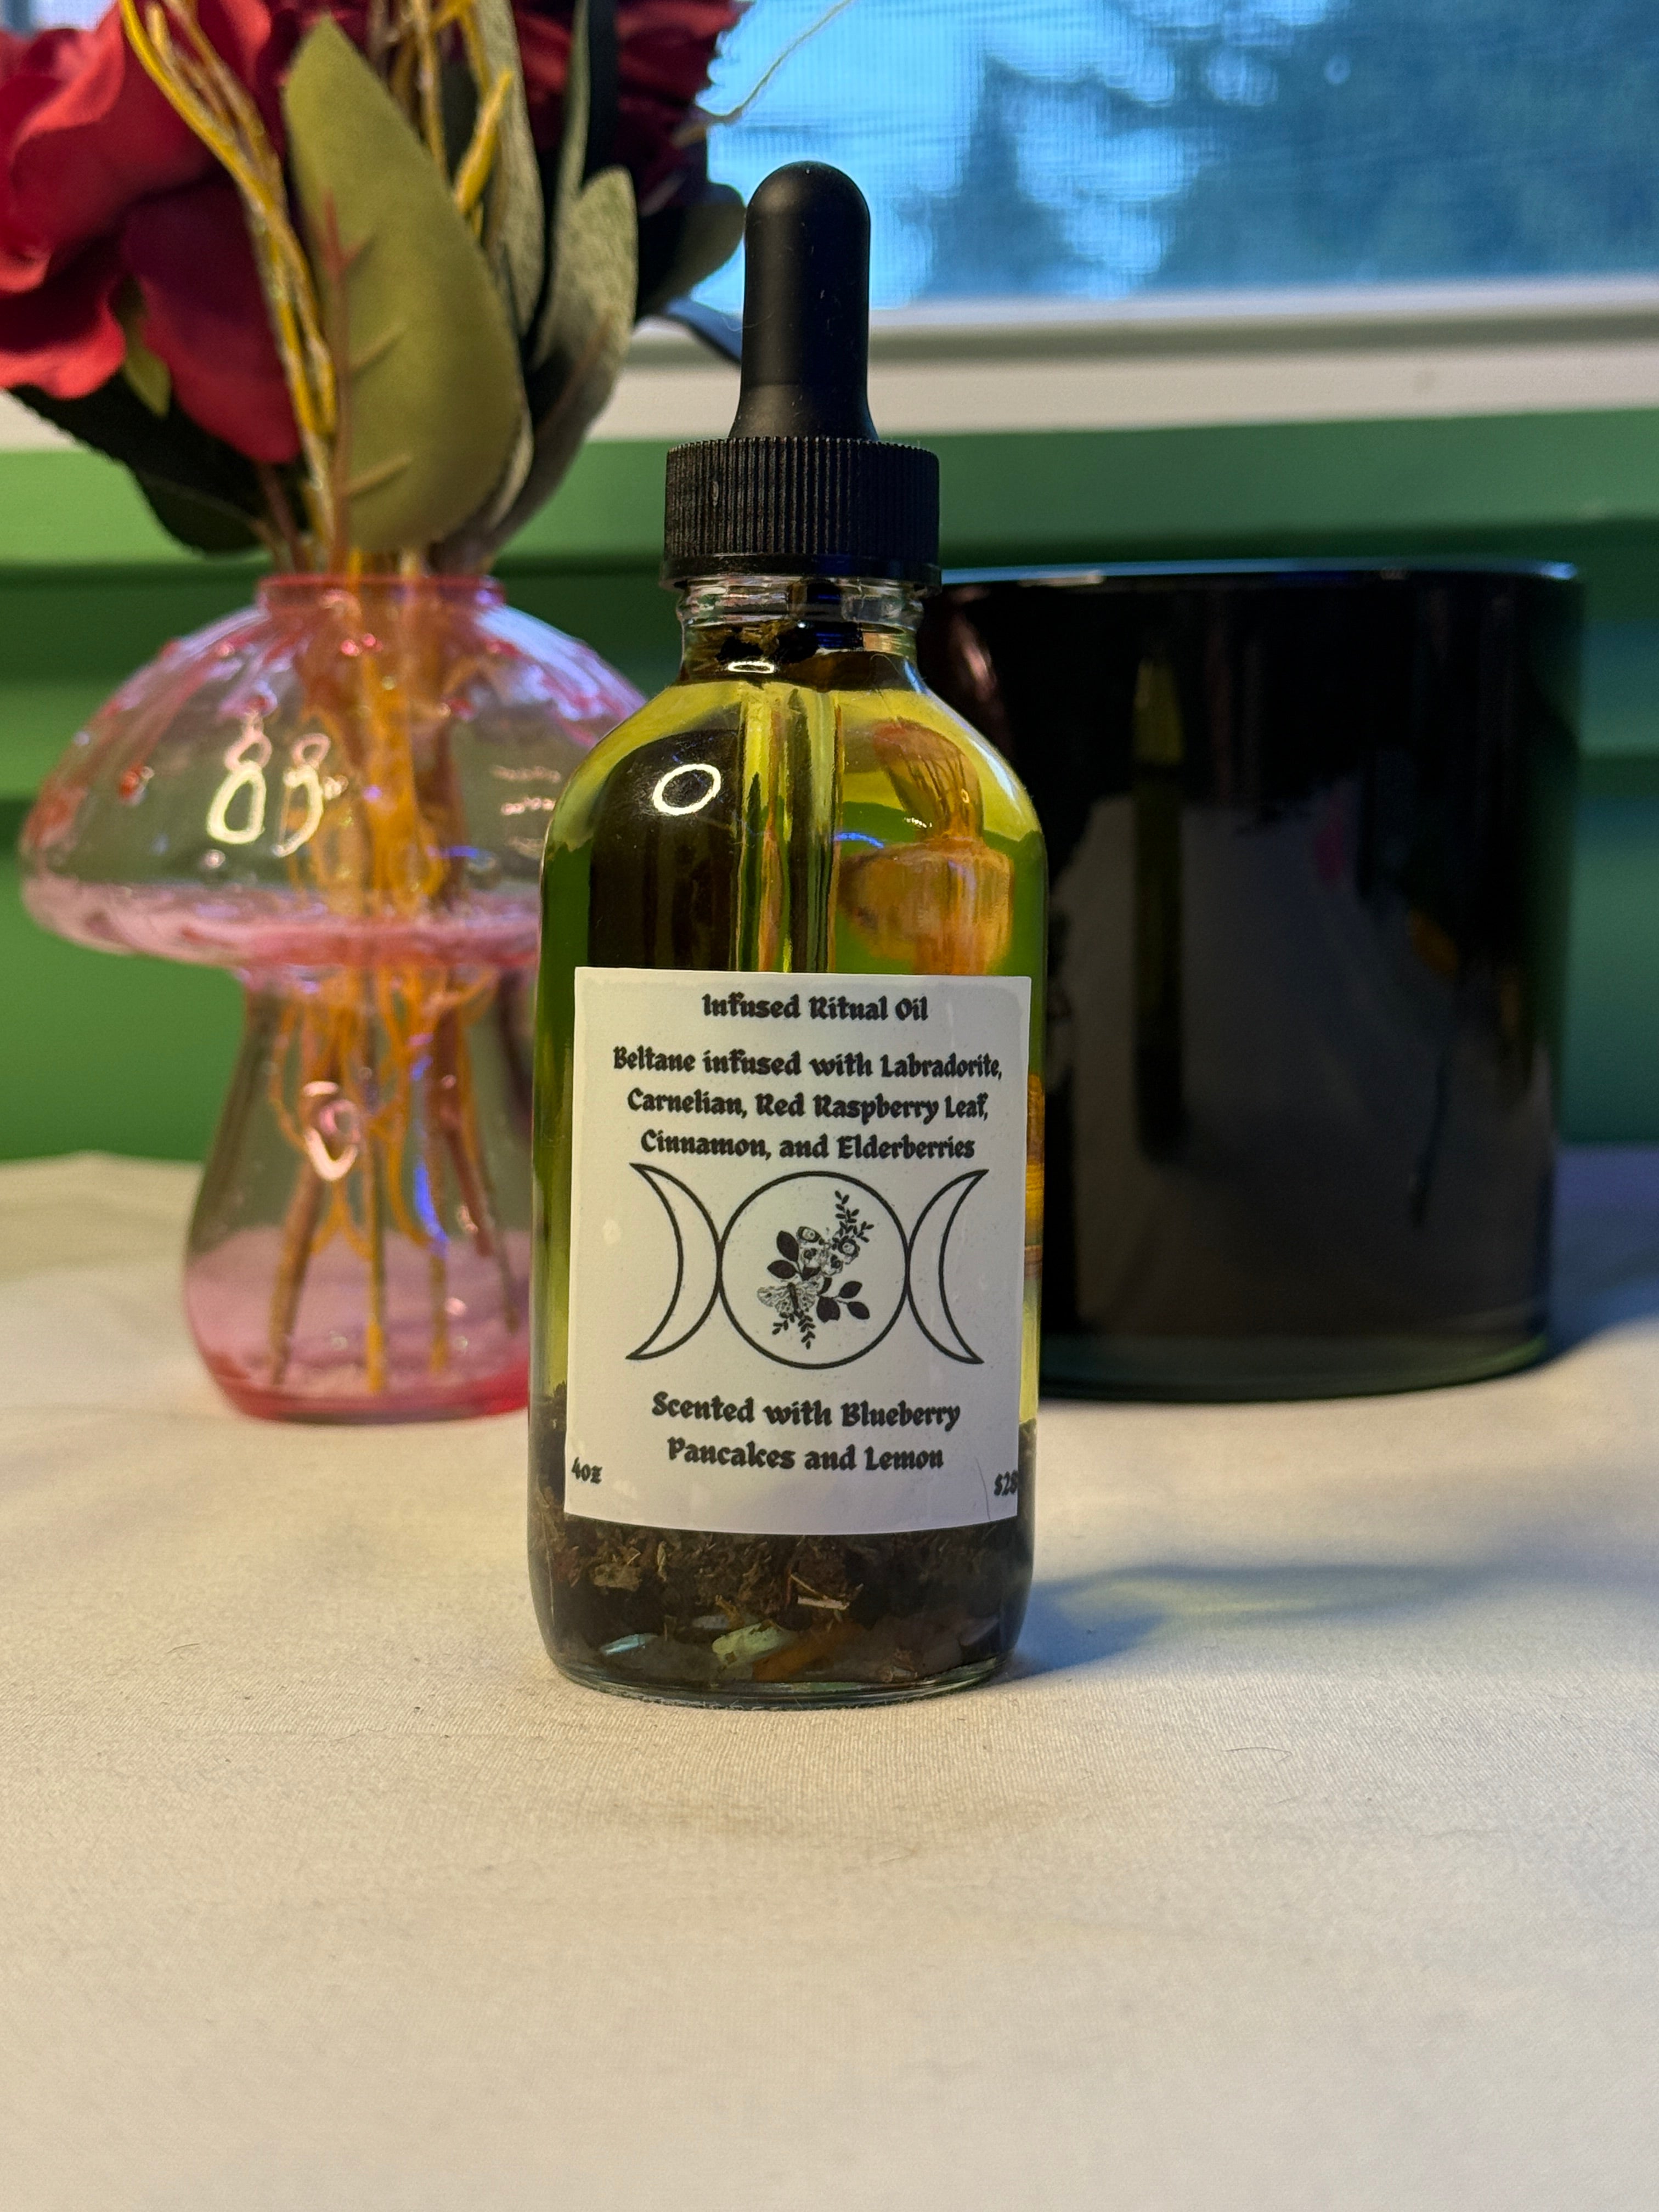 Infused Ritual Oil
Beltane infused with Labradorite,
Carnelian, Red Raspberry Leaf,
Cinnamon, and Elderberries
Scented with Blueberry
Pancakes and Lemon
4oz
$28